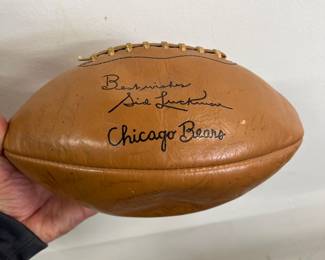 Best wishes
Sid Luckman
Chicago Bears